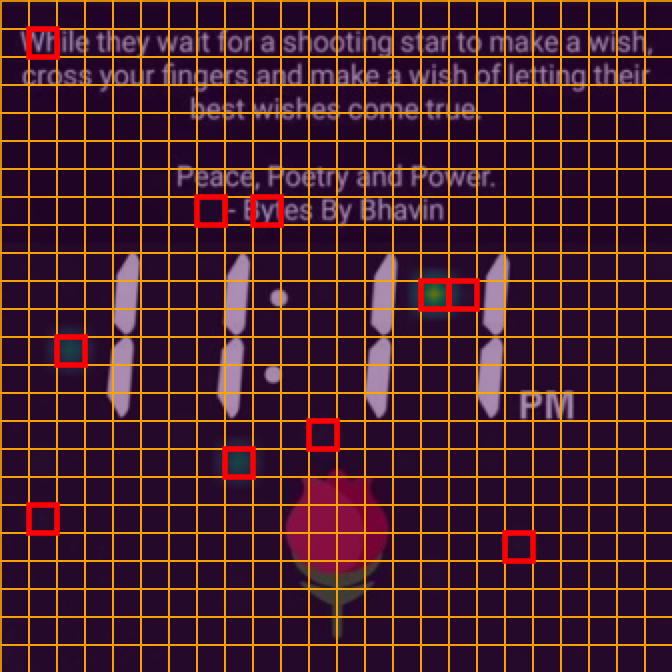 While they wait for a shooting star to make a wish,
cross your fingers and make a wish of letting their
best wishes come true.
Peace, Poetry and Power.
- Bytes By Bhavin
11:11 PM